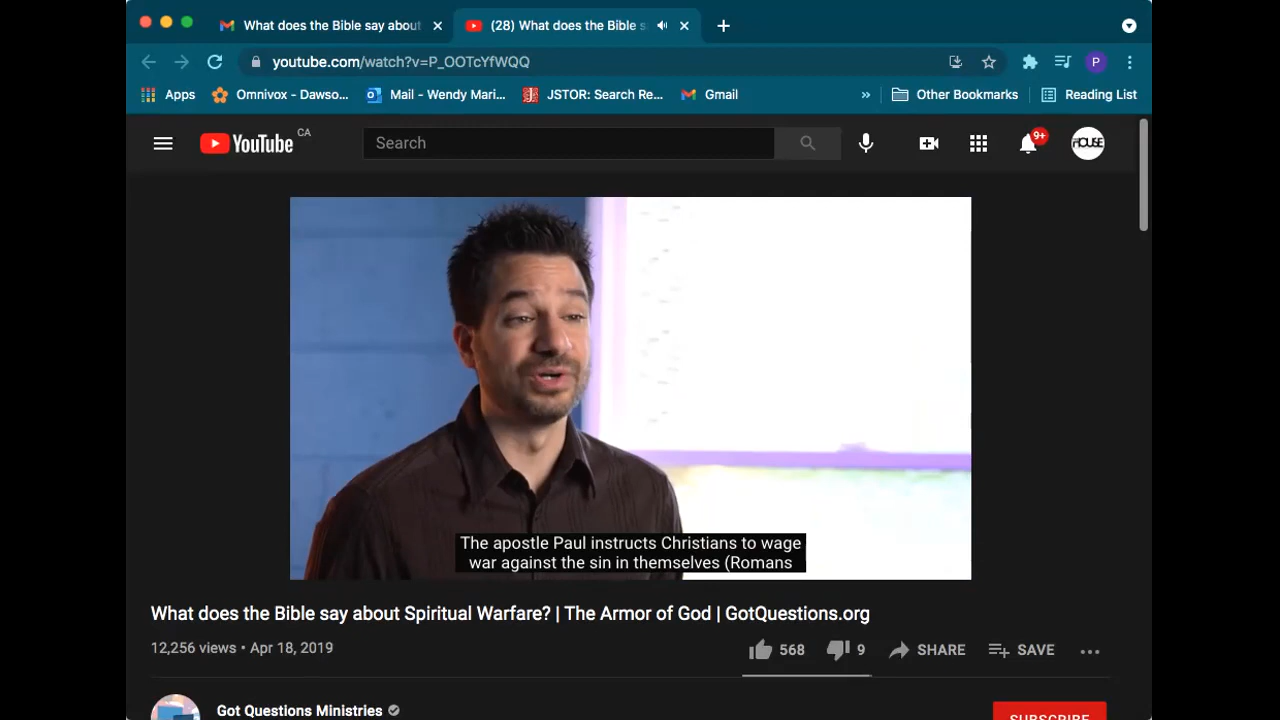 What does the Bible say about
(28) What does the Bible s
youtube.com/watch?v=P_OOTcYfWQQ
P
Apps
Omnivox - Dawso...
Mail - Wendy Mari...
JSTOR: Search Re...
Gmail
»
Other Bookmarks
Reading List
YouTube CA
Search
9+
HOUSE
The apostle Paul instructs Christians to wage
war against the sin in themselves (Romans
What does the Bible say about Spiritual Warfare? | The Armor of God | GotQuestions.org
12,256 views • Apr 18, 2019
568
9
SHARE
SAVE
Got Questions Ministries
SUBSCRIBE